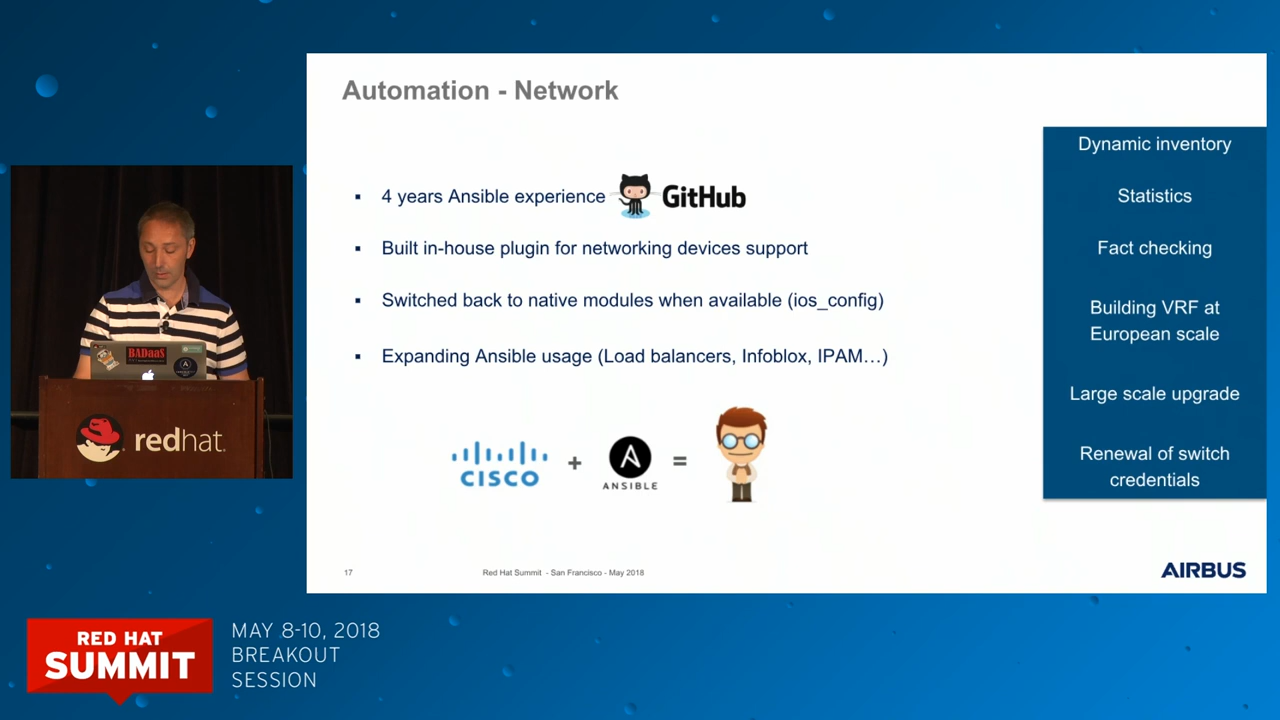 Automation - Network
▪ 4 years Ansible experience GitHub
▪ Built in-house plugin for networking devices support
▪ Switched back to native modules when available (ios_config)
▪ Expanding Ansible usage (Load balancers, Infoblox, IPAM…)
CISCO + ANSIBLE =
Dynamic inventory
Statistics
Fact checking
Building VRF at
European scale
Large scale upgrade
Renewal of switch
credentials
17
Red Hat Summit - San Francisco - May 2018
AIRBUS
BADaaS
redhat.
RED HAT
SUMMIT
MAY 8-10, 2018
BREAKOUT
SESSION